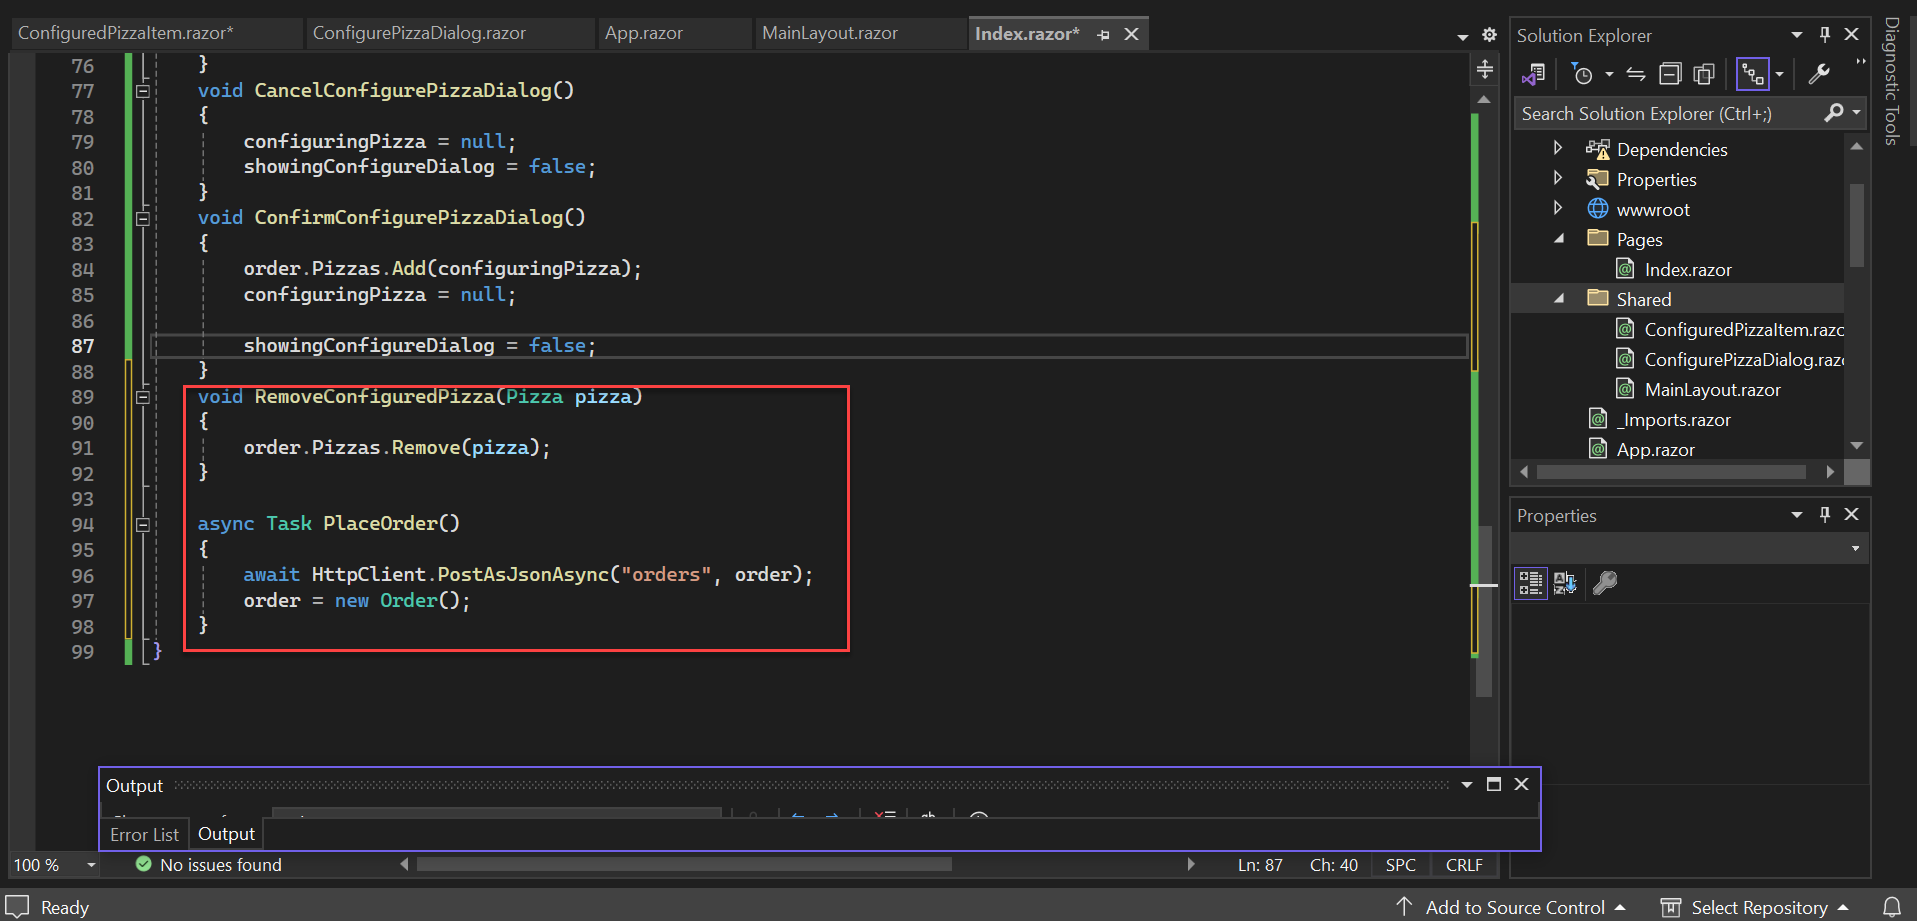 ConfiguredPizzaItem.razor*
ConfigurePizzaDialog.razor
App.razor
MainLayout.razor
Index.razor*
76 }
77 void CancelConfigurePizzaDialog()
78 {
79 configuringPizza = null;
80 showingConfigureDialog = false;
81 }
82 void ConfirmConfigurePizzaDialog()
83 {
84 order.Pizzas.Add(configuringPizza);
85 configuringPizza = null;
86
87 showingConfigureDialog = false;
88 }
89 void RemoveConfiguredPizza(Pizza pizza)
90 {
91 order.Pizzas.Remove(pizza);
92 }
93
94 async Task PlaceOrder()
95 {
96 await HttpClient.PostAsJsonAsync("orders", order);
97 order = new Order();
98 }
99 }
Output
Error List
Output
100 %
No issues found
Ln: 87
Ch: 40
SPC
CRLF
Solution Explorer
Search Solution Explorer (Ctrl+;)
Dependencies
Properties
wwwroot
Pages
Index.razor
Shared
ConfiguredPizzaItem.razo
ConfigurePizzaDialog.raz
MainLayout.razor
_Imports.razor
App.razor
Properties
Diagnostic Tools
Ready
Add to Source Control
Select Repository